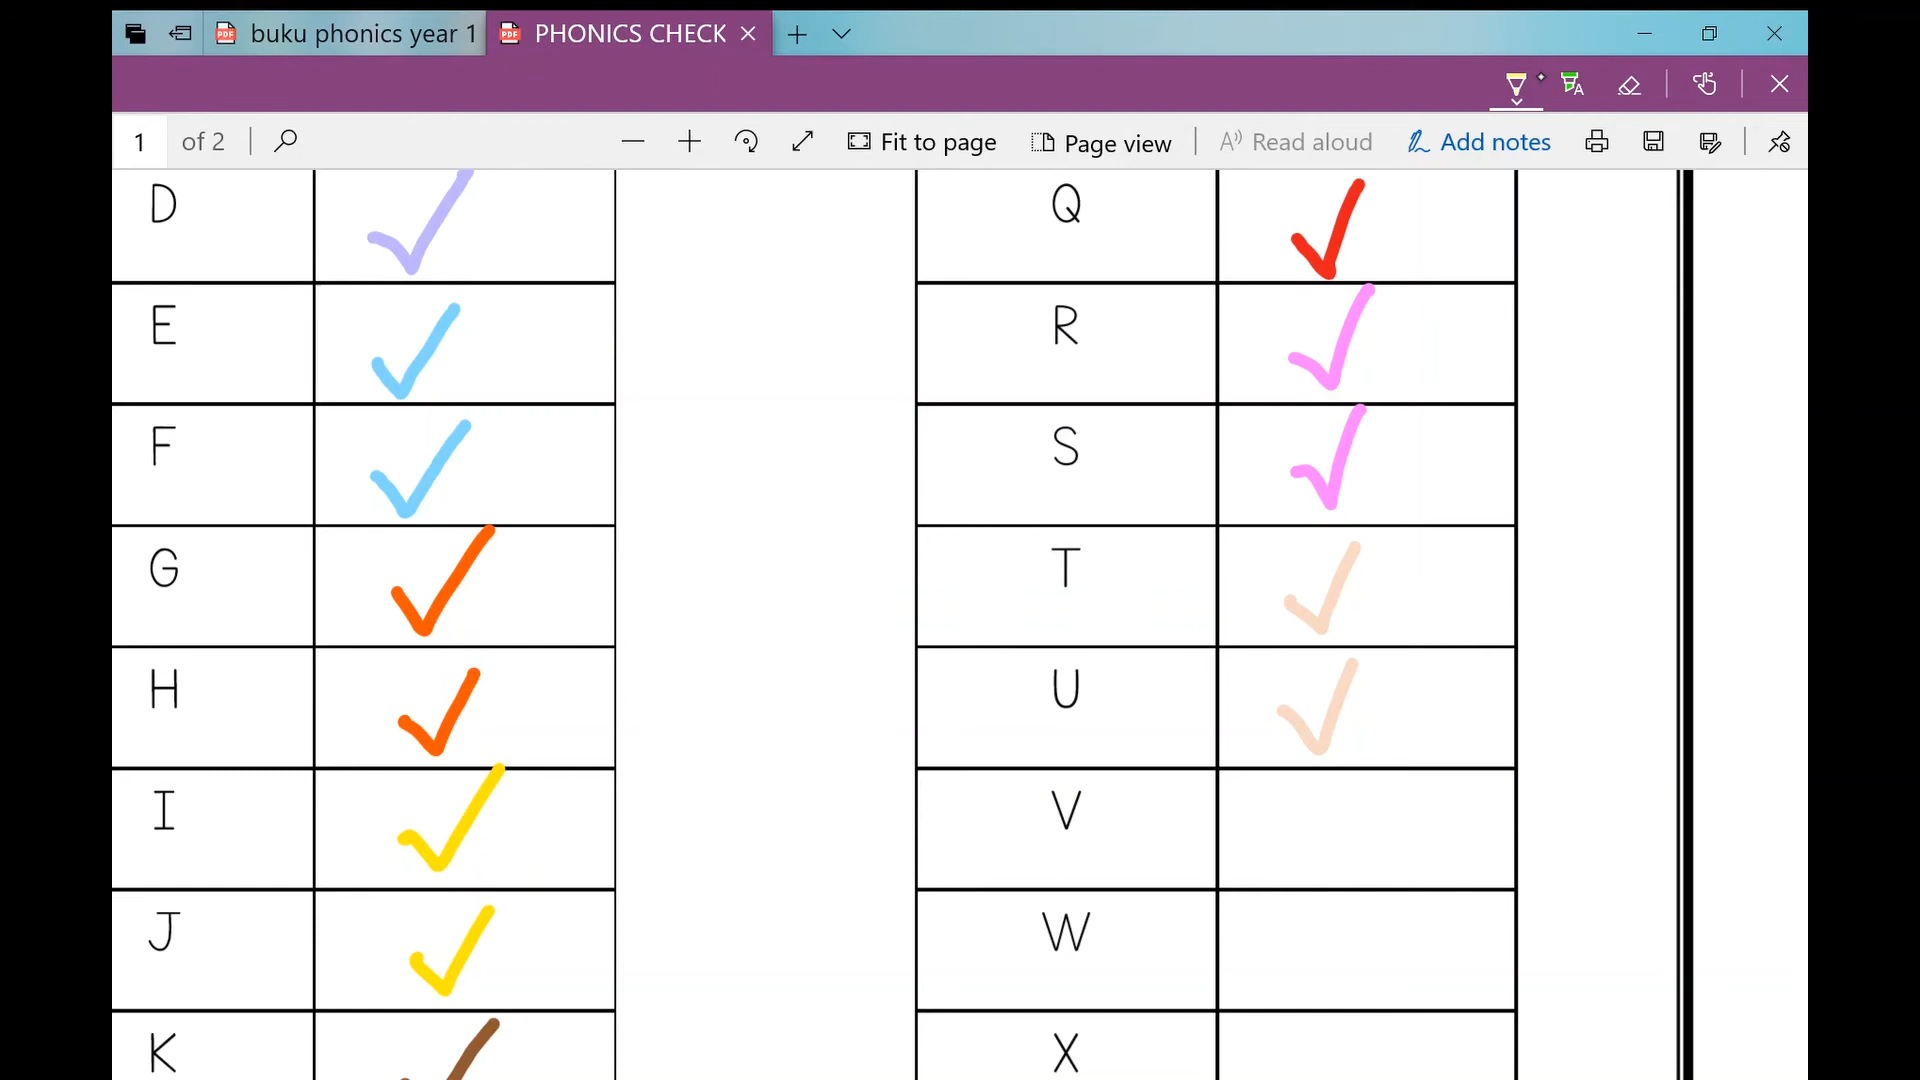 buku phonics year 1
PHONICS CHECK
1 of 2
Fit to page
Page view
Read aloud
Add notes
D
Q
E
R
F
S
G
T
H
U
I
V
J
W
K
X